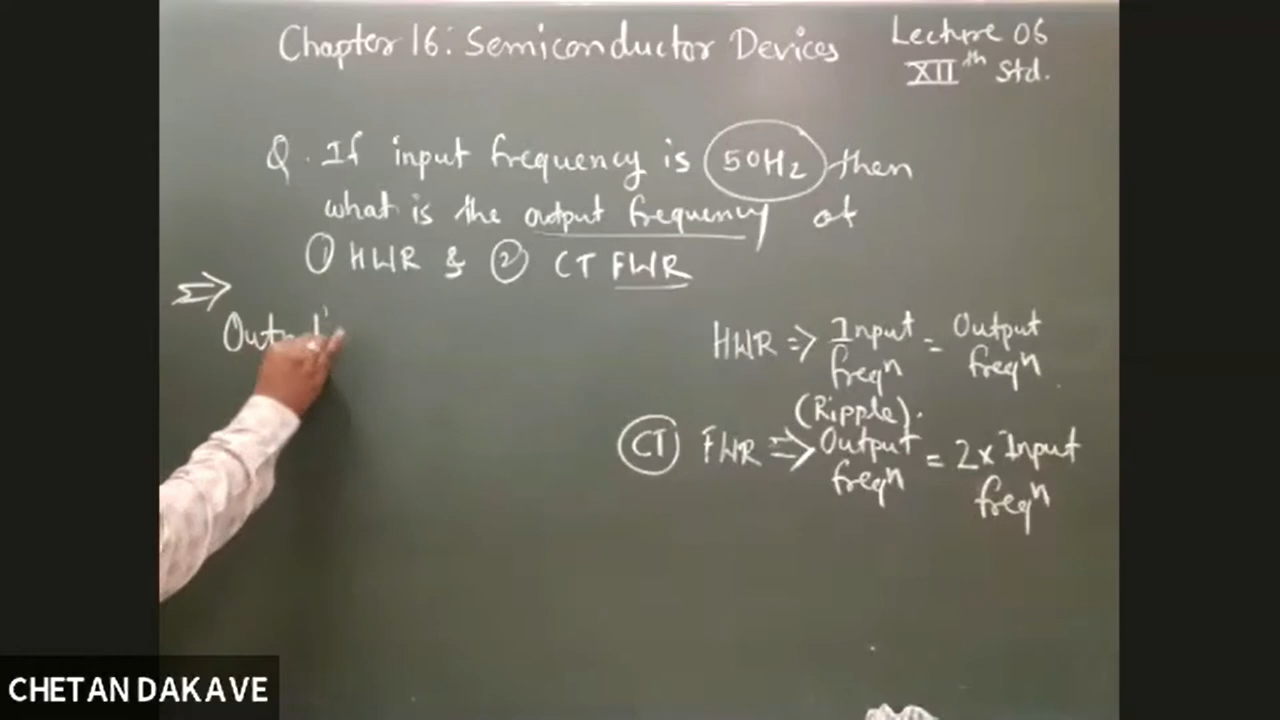 Chapter 16: Semiconductor Devices
Lecture 06
XIIth Std.
Q. If input frequency is 50Hz then
what is the output frequency of
① HWR & ② CT FWR
⇒
HWR => Input freqn = Output freqn
(Ripple).
CT FWR => Output freqn = 2x Input freqn
CHETAN DAKAVE